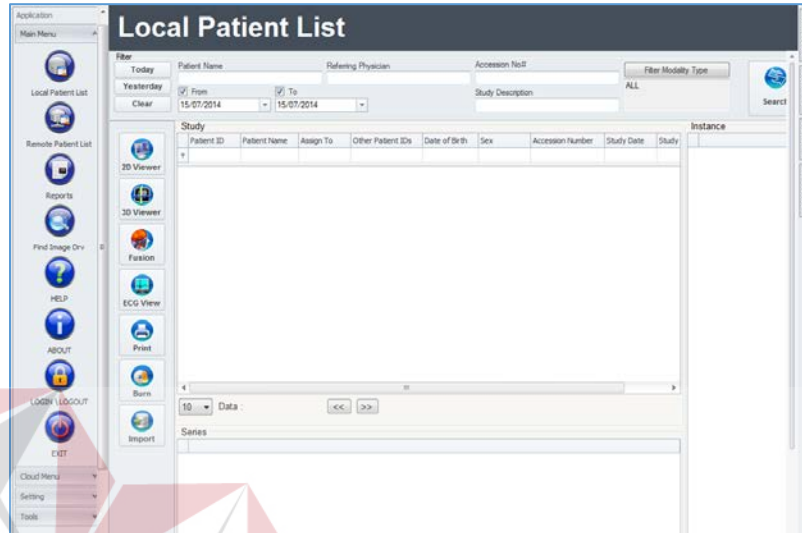 Application
Main Menu
Local Patient List
Remote Patient List
Reports
Find Image Drv
HELP
ABOUT
LOGIN \ LOGOUT
EXIT
Cloud Menu
Setting
Tools
Local Patient List
Filter
Today
Yesterday
Clear
Patient Name
Referring Physician
Accession No#
From
To
15/07/2014
15/07/2014
Study Description
Filter Modality Type
ALL
Search
2D Viewer
3D Viewer
Fusion
ECG View
Print
Burn
Import
Study
Patient ID Patient Name Assign To Other Patient IDs Date of Birth Sex Accession Number Study Date Study
10 Data : << >>
Series
Instance